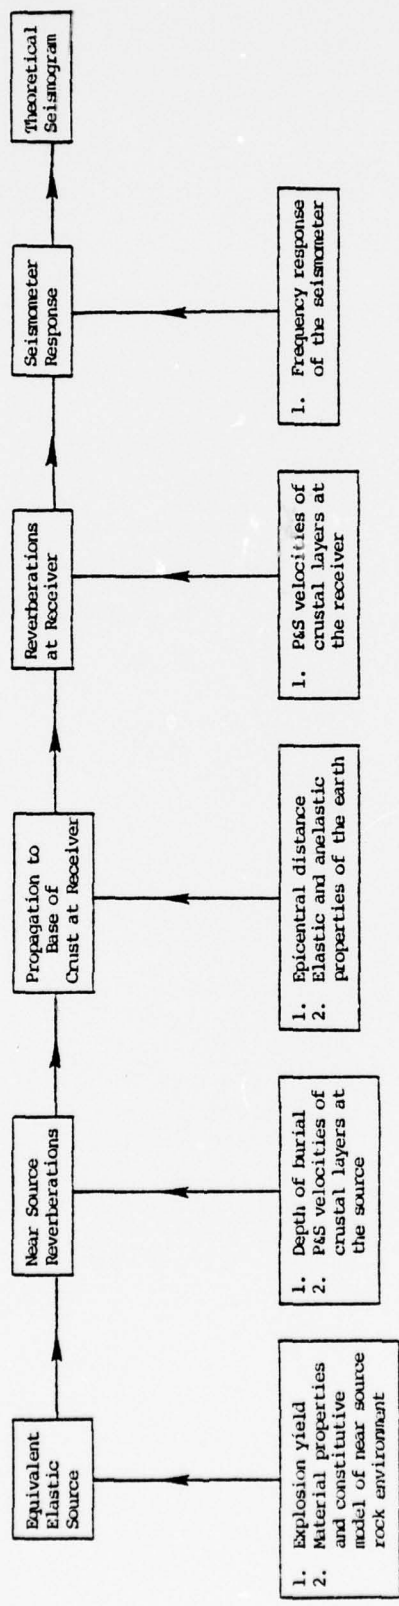 Equivalent
Elastic
Source
Near Source
Reverberations
Propagation to
Base of
Crust at Receiver
Reverberations
at Receiver
Seismometer
Response
Theoretical
Seismogram
1. Explosion yield
2. Material properties
and constitutive
model of near source
rock environment
1. Depth of burial
2. P&S velocities of
crustal layers at
the source
1. Epicentral distance
2. Elastic and anelastic
properties of the earth
1. P&S velocities of
crustal layers at
the receiver
1. Frequency response
of the seismometer